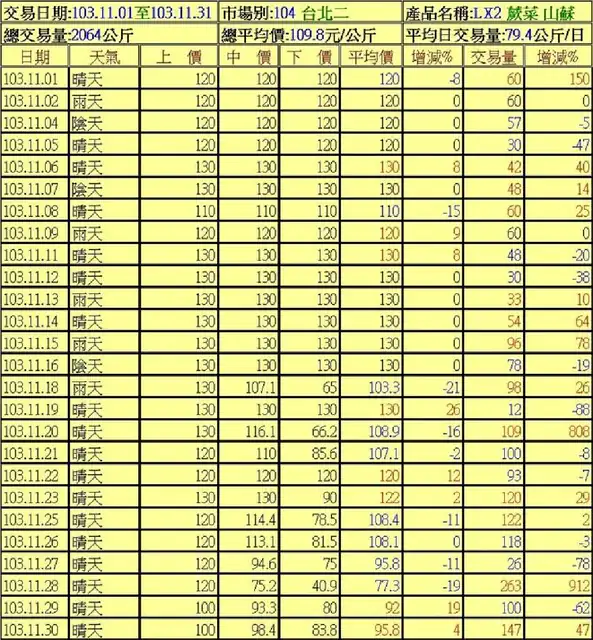 交易日期:103.11.01至103.11.31 市場別:104 台北二 產品名稱:LX2 蕨菜 山蘇
總交易量:2064公斤 總平均價:109.8元/公斤 平均日交易量:79.4公斤/日
日期 天氣 上 價 中 價 下 價 平均價 增減% 交易量 增減%
103.11.01 晴天 120 120 120 120 -8 60 150
103.11.02 雨天 120 120 120 120 0 60 0
103.11.04 陰天 120 120 120 120 0 57 -5
103.11.05 晴天 120 120 120 120 0 30 -47
103.11.06 晴天 130 130 130 130 8 42 40
103.11.07 陰天 130 130 130 130 0 48 14
103.11.08 晴天 110 110 110 110 -15 60 25
103.11.09 雨天 120 120 120 120 9 60 0
103.11.11 晴天 130 130 130 130 8 48 -20
103.11.12 晴天 130 130 130 130 0 30 -38
103.11.13 雨天 130 130 130 130 0 33 10
103.11.14 晴天 130 130 130 130 0 54 64
103.11.15 雨天 130 130 130 130 0 96 78
103.11.16 陰天 130 130 130 130 0 78 -19
103.11.18 雨天 130 107.1 65 103.3 -21 98 26
103.11.19 晴天 130 130 130 130 26 12 -88
103.11.20 晴天 130 116.1 66.2 108.9 -16 109 808
103.11.21 晴天 120 110 85.6 107.1 -2 100 -8
103.11.22 晴天 120 120 120 120 12 93 -7
103.11.23 晴天 130 130 90 122 2 120 29
103.11.25 晴天 120 114.4 78.5 108.4 -11 122 2
103.11.26 晴天 120 113.1 81.5 108.1 0 118 -3
103.11.27 晴天 120 94.6 75 95.8 -11 26 -78
103.11.28 晴天 120 75.2 40.9 77.3 -19 263 912
103.11.29 晴天 100 93.3 80 92 19 100 -62
103.11.30 晴天 100 98.4 83.8 95.8 4 147 47